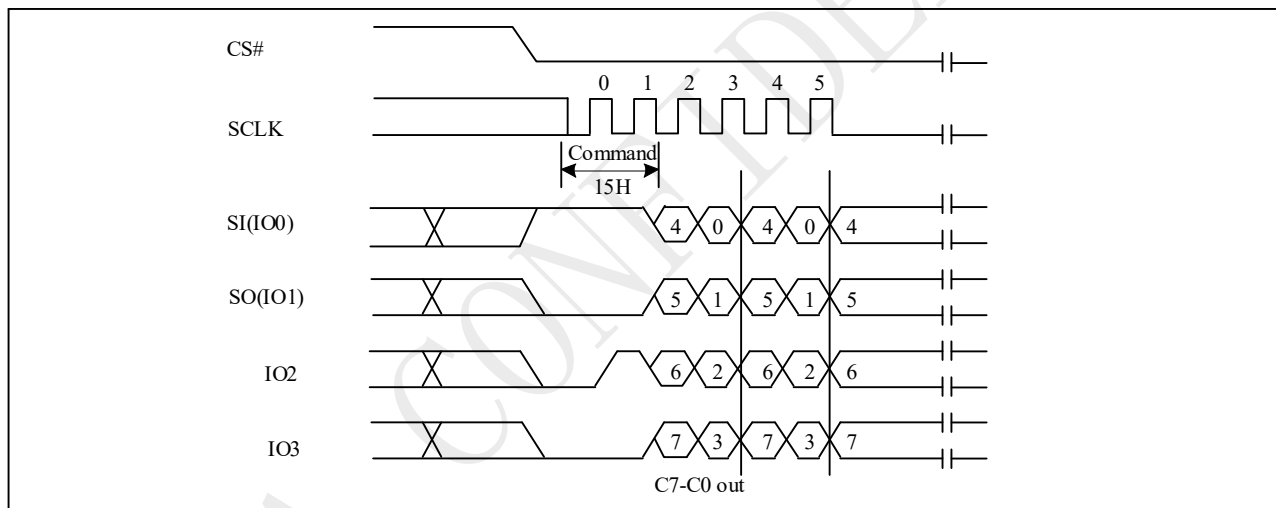 CS#
0 1 2 3 4 5
SCLK
Command
15H
SI(IO0) 4 0 4 0 4
SO(IO1) 5 1 5 1 5
IO2 6 2 6 2 6
IO3 7 3 7 3 7
C7-C0 out